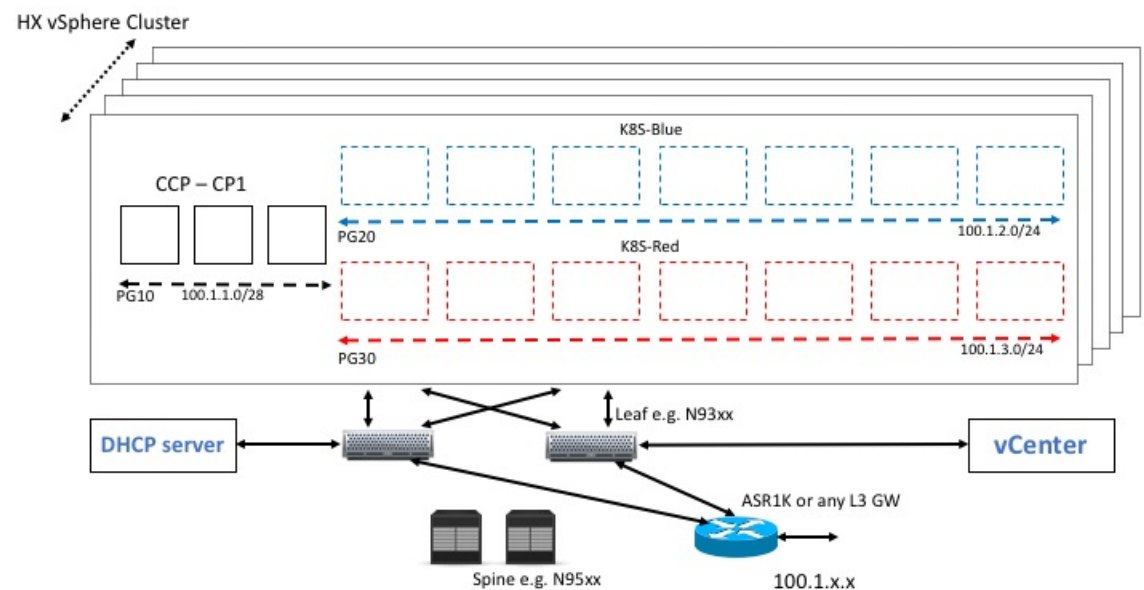 HX vSphere Cluster
K8S-Blue
CCP – CP1
PG20
100.1.2.0/24
K8S-Red
PG10
100.1.1.0/28
PG30
100.1.3.0/24
Leaf e.g. N93xx
DHCP server
vCenter
ASR1K or any L3 GW
Spine e.g. N95xx
100.1.x.x